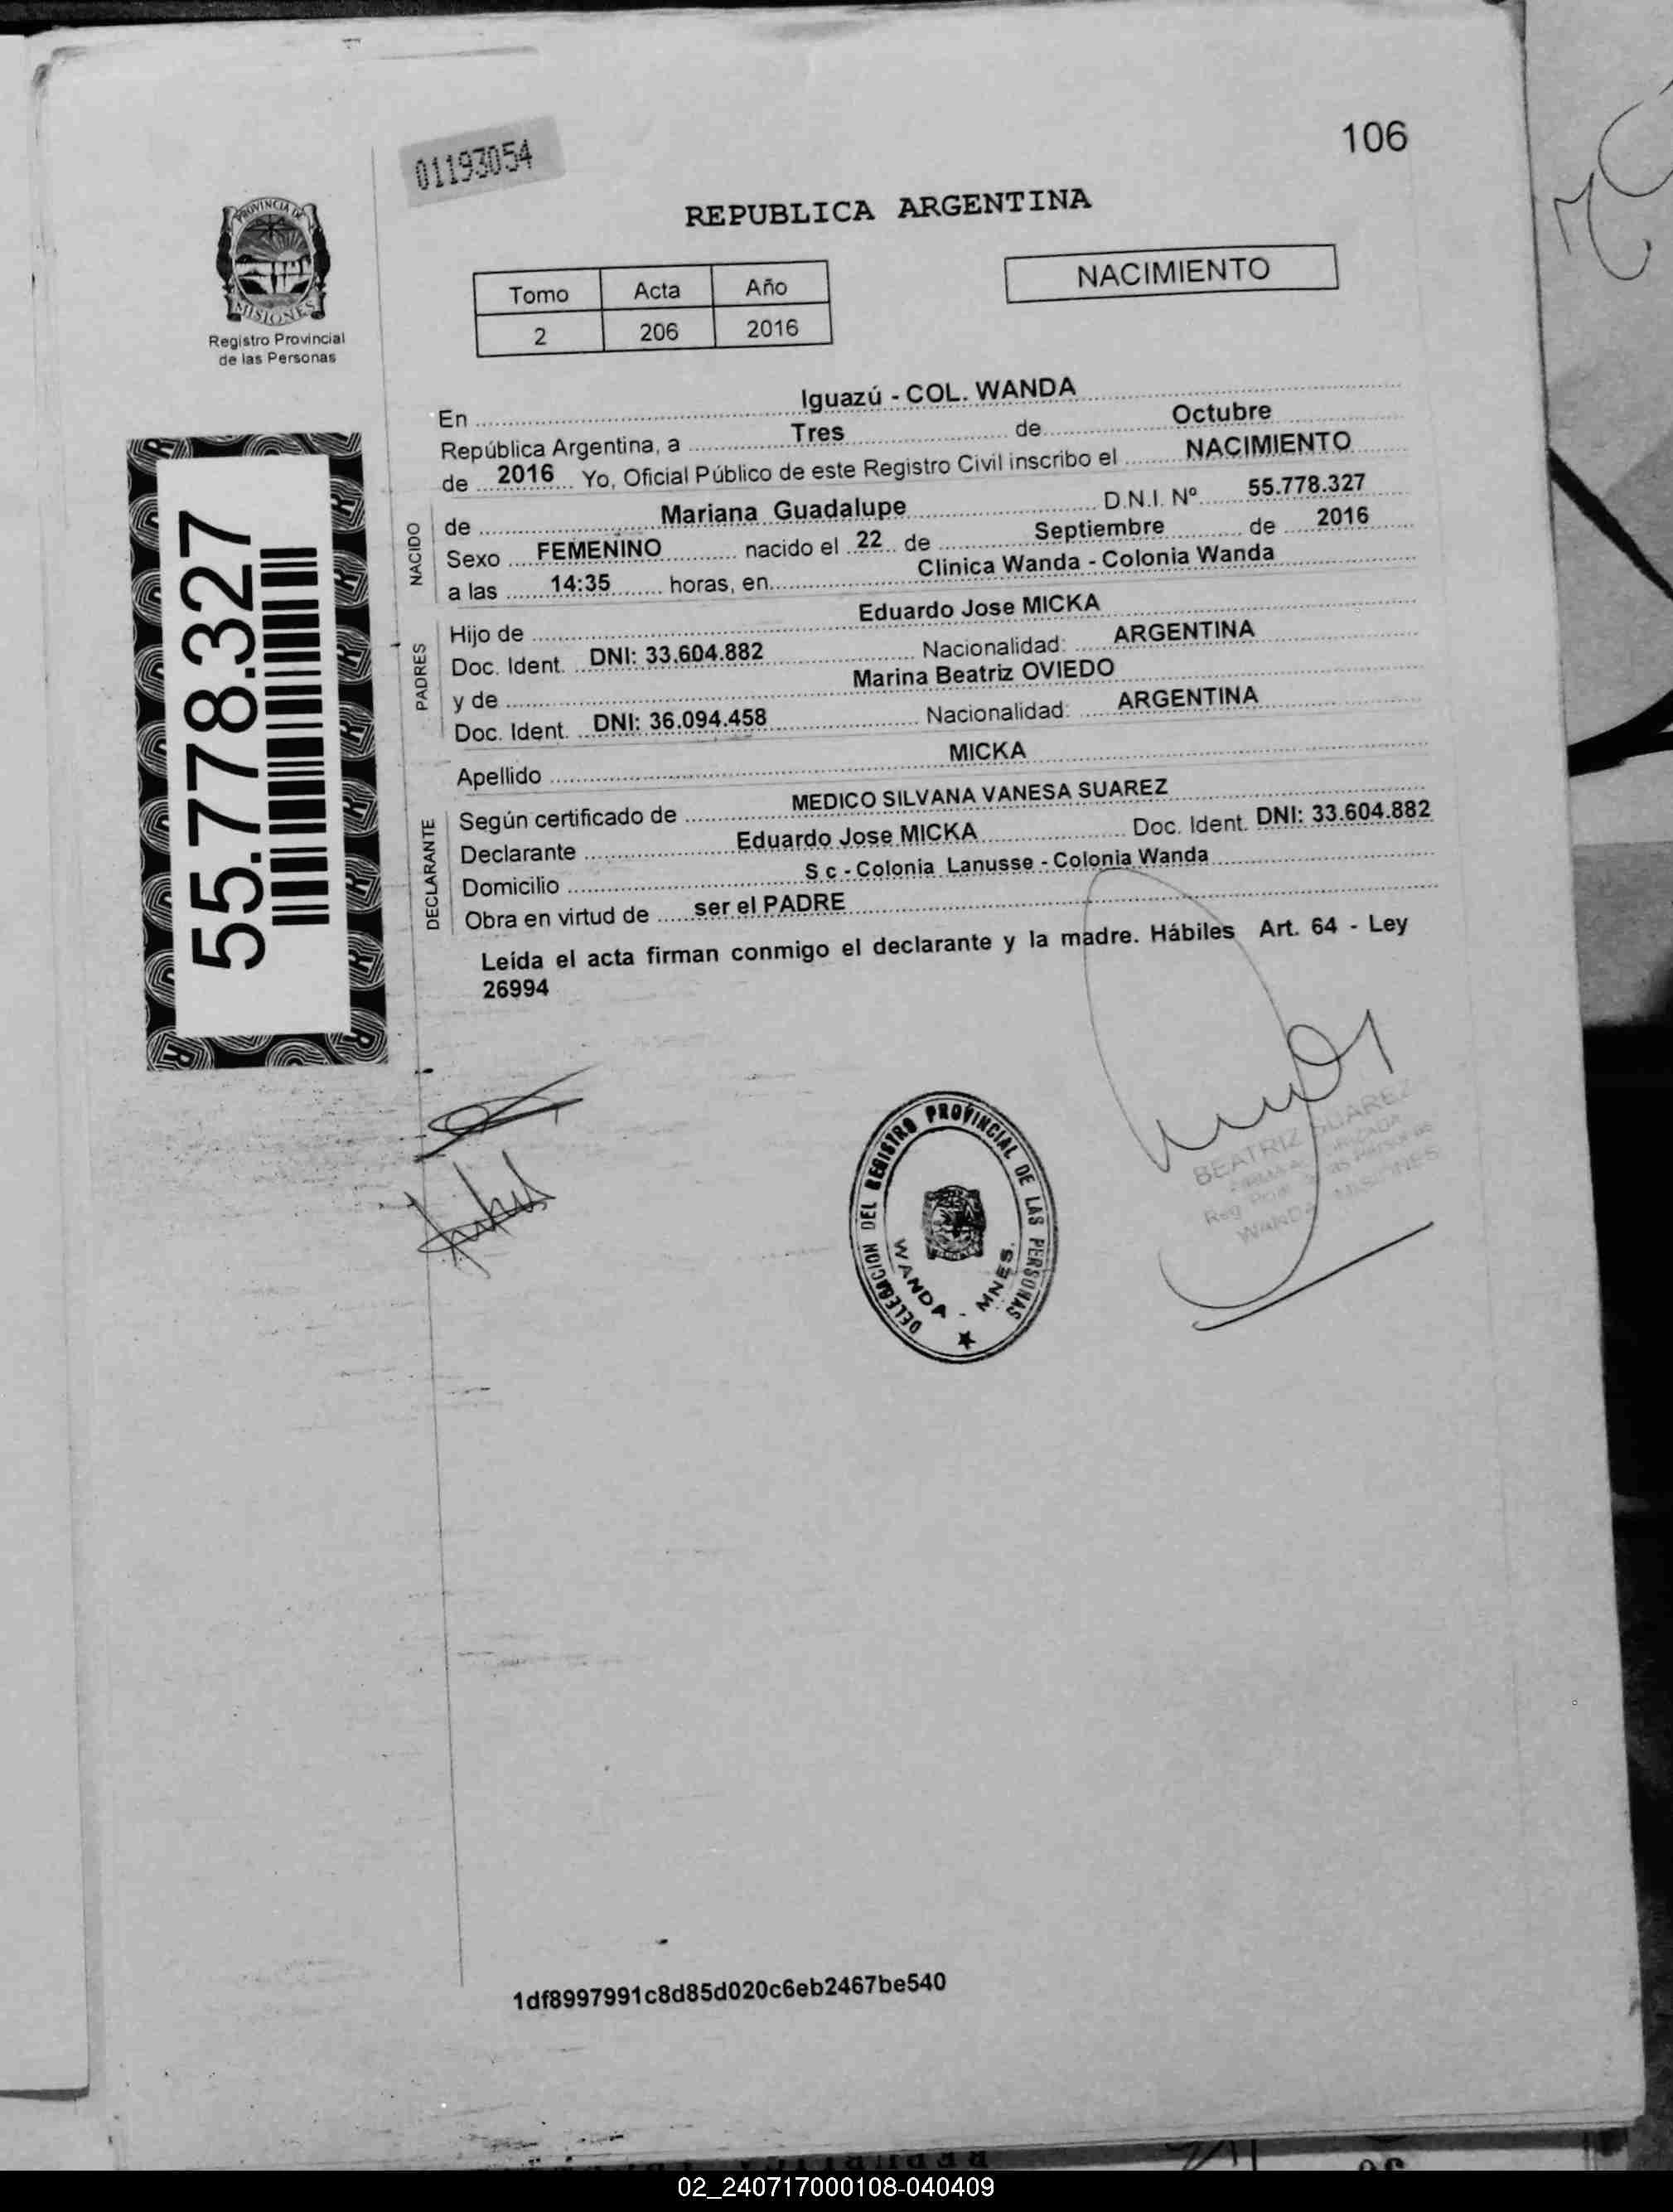 106
01193054
REPUBLICA ARGENTINA
PROVINCIA DE
MISIONES
Registro Provincial
de las Personas
Tomo Acta Año
2 206 2016
NACIMIENTO
En Iguazú - COL. WANDA
República Argentina, a Tres de Octubre
de 2016 Yo, Oficial Público de este Registro Civil inscribo el NACIMIENTO
NACIDO
de Mariana Guadalupe D.N.I. Nº 55.778.327
Sexo FEMENINO nacido el 22 de Septiembre de 2016
a las 14:35 horas, en Clinica Wanda - Colonia Wanda
PADRES
Hijo de Eduardo Jose MICKA
Doc. Ident. DNI: 33.604.882 Nacionalidad: ARGENTINA
y de Marina Beatriz OVIEDO
Doc. Ident. DNI: 36.094.458 Nacionalidad: ARGENTINA
Apellido MICKA
DECLARANTE
Según certificado de MEDICO SILVANA VANESA SUAREZ
Declarante Eduardo Jose MICKA Doc. Ident. DNI: 33.604.882
Domicilio S c - Colonia Lanusse - Colonia Wanda
Obra en virtud de ser el PADRE
Leída el acta firman conmigo el declarante y la madre. Hábiles Art. 64 - Ley
26994
55.778.327
DELEGACION DEL REGISTRO PROVINCIAL DE LAS PERSONAS
WANDA - MNES.
BEATRIZ SUAREZ
WANDA MISIONES
1df8997991c8d85d020c6eb2467be540
02_240717000108-040409